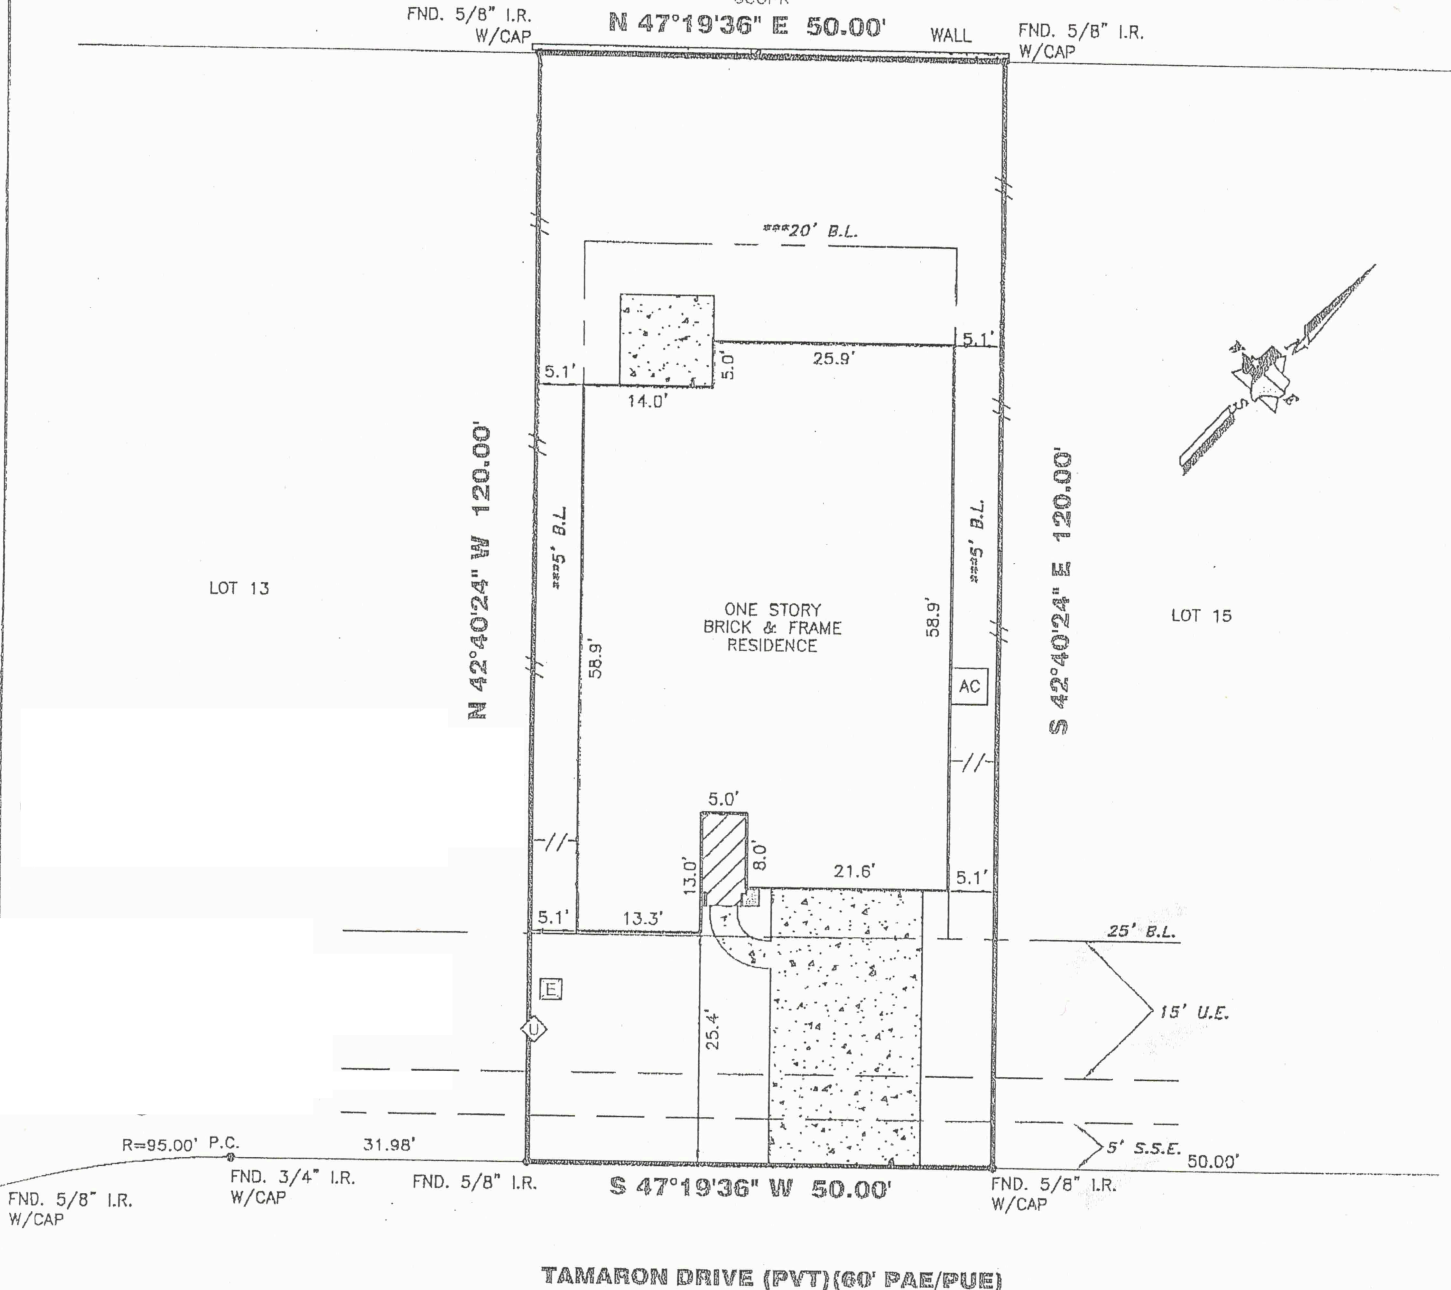 FND. 5/8" I.R.
W/CAP
N 47°19'36" E 50.00'
WALL
FND. 5/8" I.R.
W/CAP
***20' B.L.
5.1'
25.9'
5.0'
5.1'
14.0'
N
W
E
S
N 42°40'24" W 120.00'
***5' B.L.
***5' B.L.
S 42°40'24" E 120.00'
LOT 13
ONE STORY
BRICK & FRAME
RESIDENCE
LOT 15
58.9'
58.9'
AC
5.0'
13.0'
8.0'
21.6'
5.1'
5.1'
13.3'
25' B.L.
E
U
25.4'
15' U.E.
R=95.00' P.C.
31.98'
5' S.S.E.
50.00'
FND. 5/8" I.R.
W/CAP
FND. 3/4" I.R.
W/CAP
FND. 5/8" I.R.
S 47°19'36" W 50.00'
FND. 5/8" I.R.
W/CAP
TAMARON DRIVE (PVT)(60' PAE/PUE)